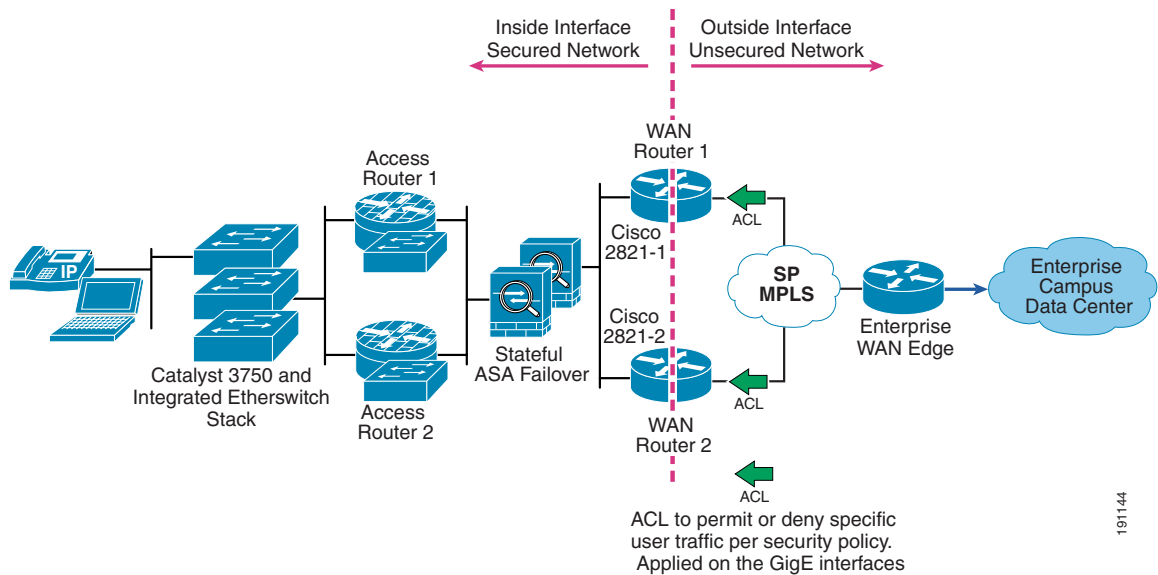 Inside Interface
Secured Network
Outside Interface
Unsecured Network
WAN
Router 1
Access
Router 1
ACL
Cisco
2821-1
IP
SP
MPLS
Enterprise
Campus
Data Center
Cisco
2821-2
Enterprise
WAN Edge
Stateful
ASA Failover
Catalyst 3750 and
Integrated Etherswitch
Stack
Access
Router 2
ACL
WAN
Router 2
ACL
ACL to permit or deny specific
user traffic per security policy.
Applied on the GigE interfaces
191144